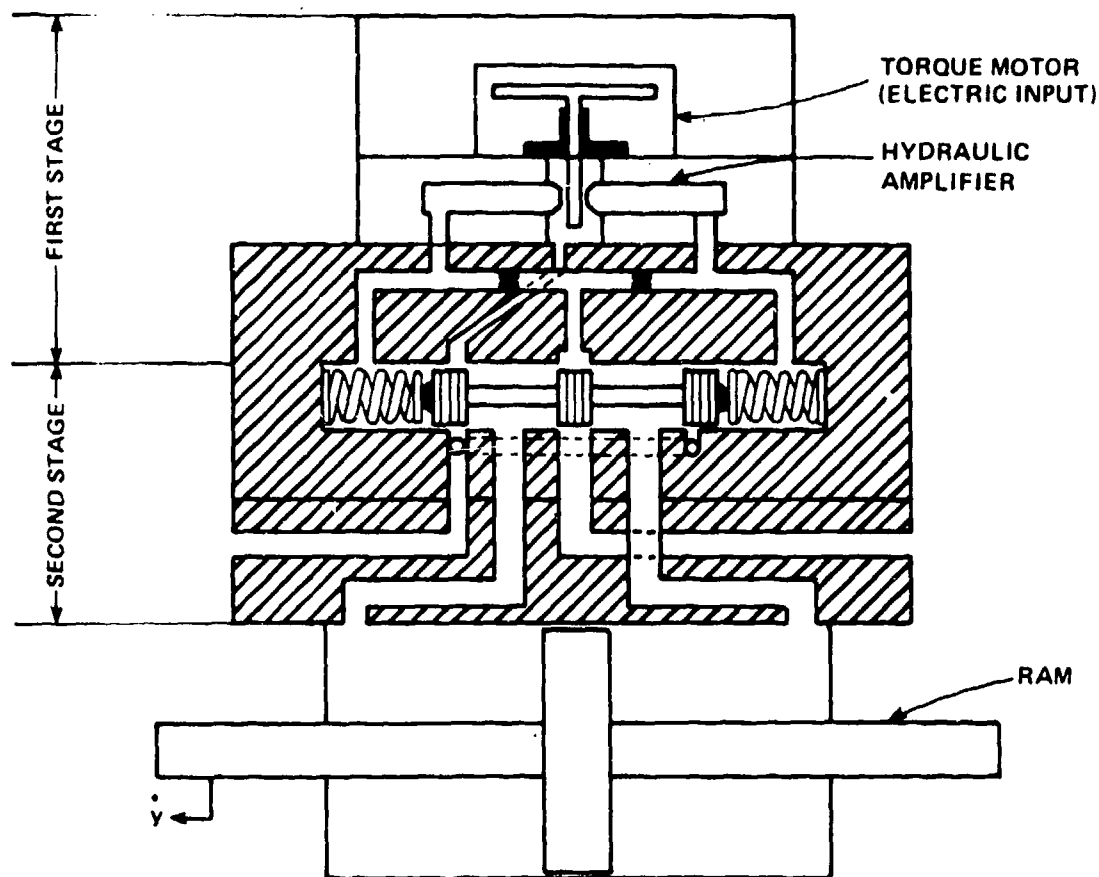 TORQUE MOTOR
(ELECTRIC INPUT)
HYDRAULIC
AMPLIFIER
FIRST STAGE
SECOND STAGE
RAM
ẏ